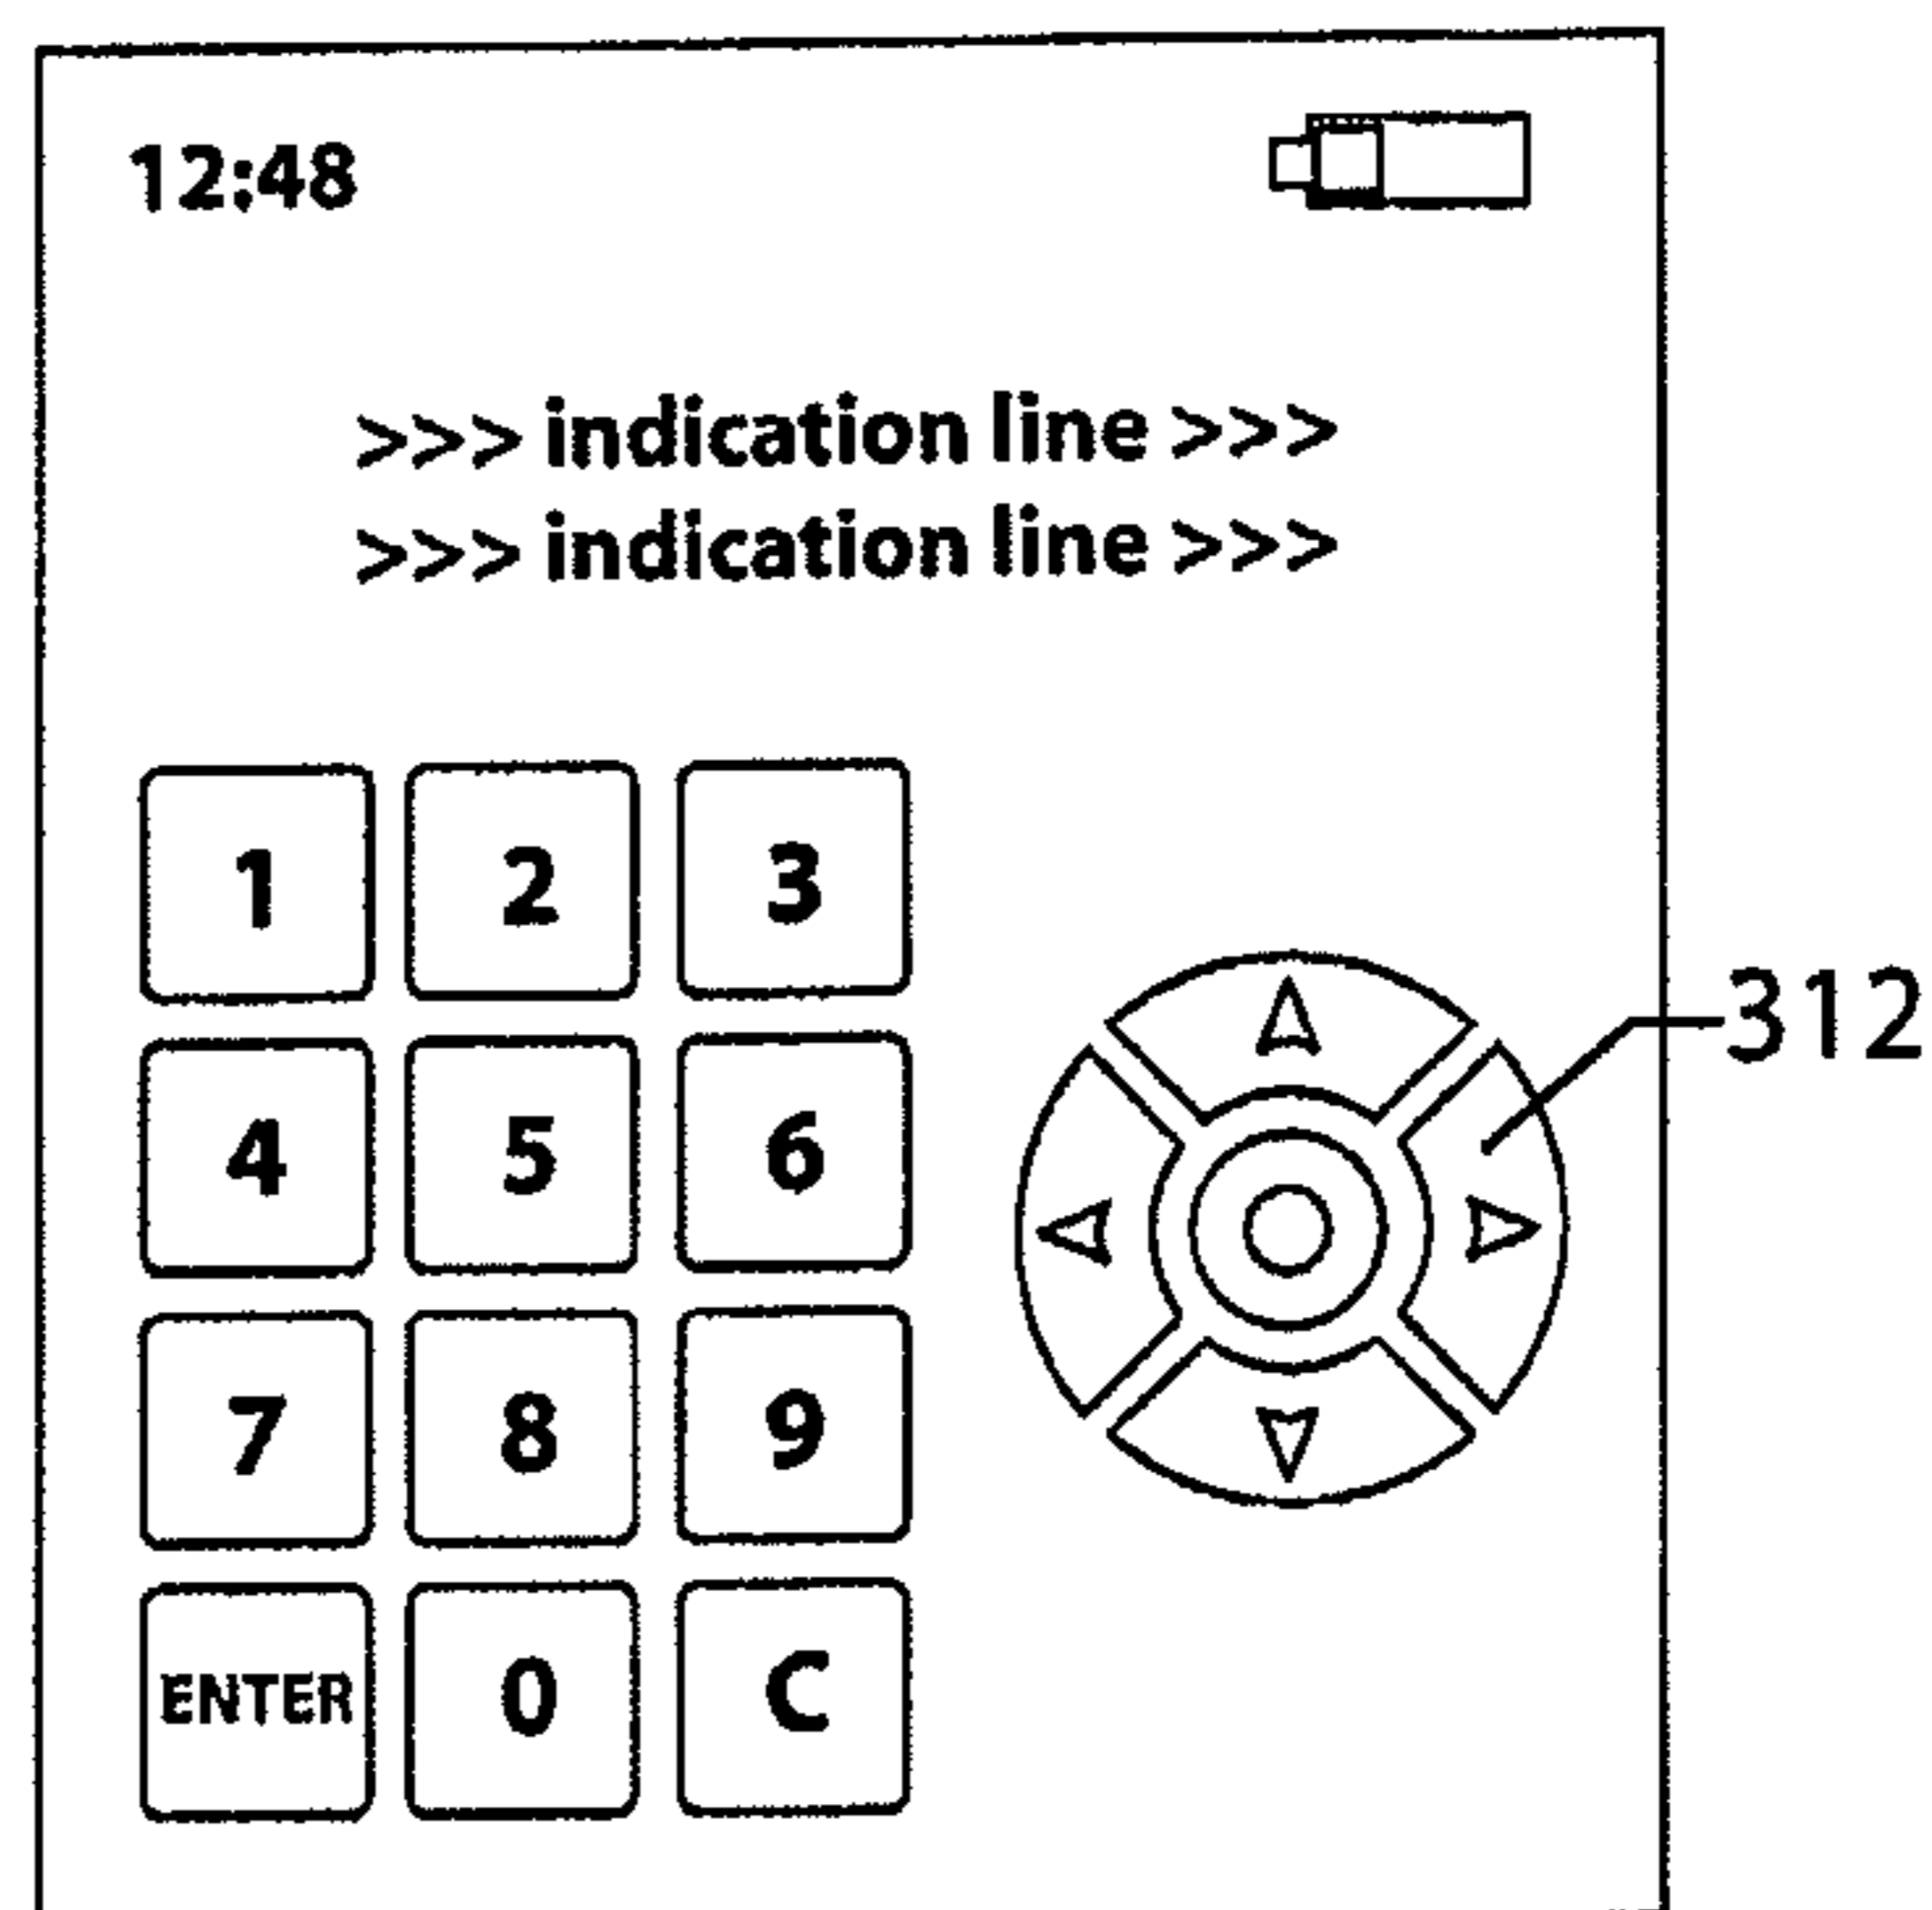 12:48
>>> indication line >>>
>>> indication line >>>
1 2 3
312
4 5 6
7 8 9
ENTER 0 C